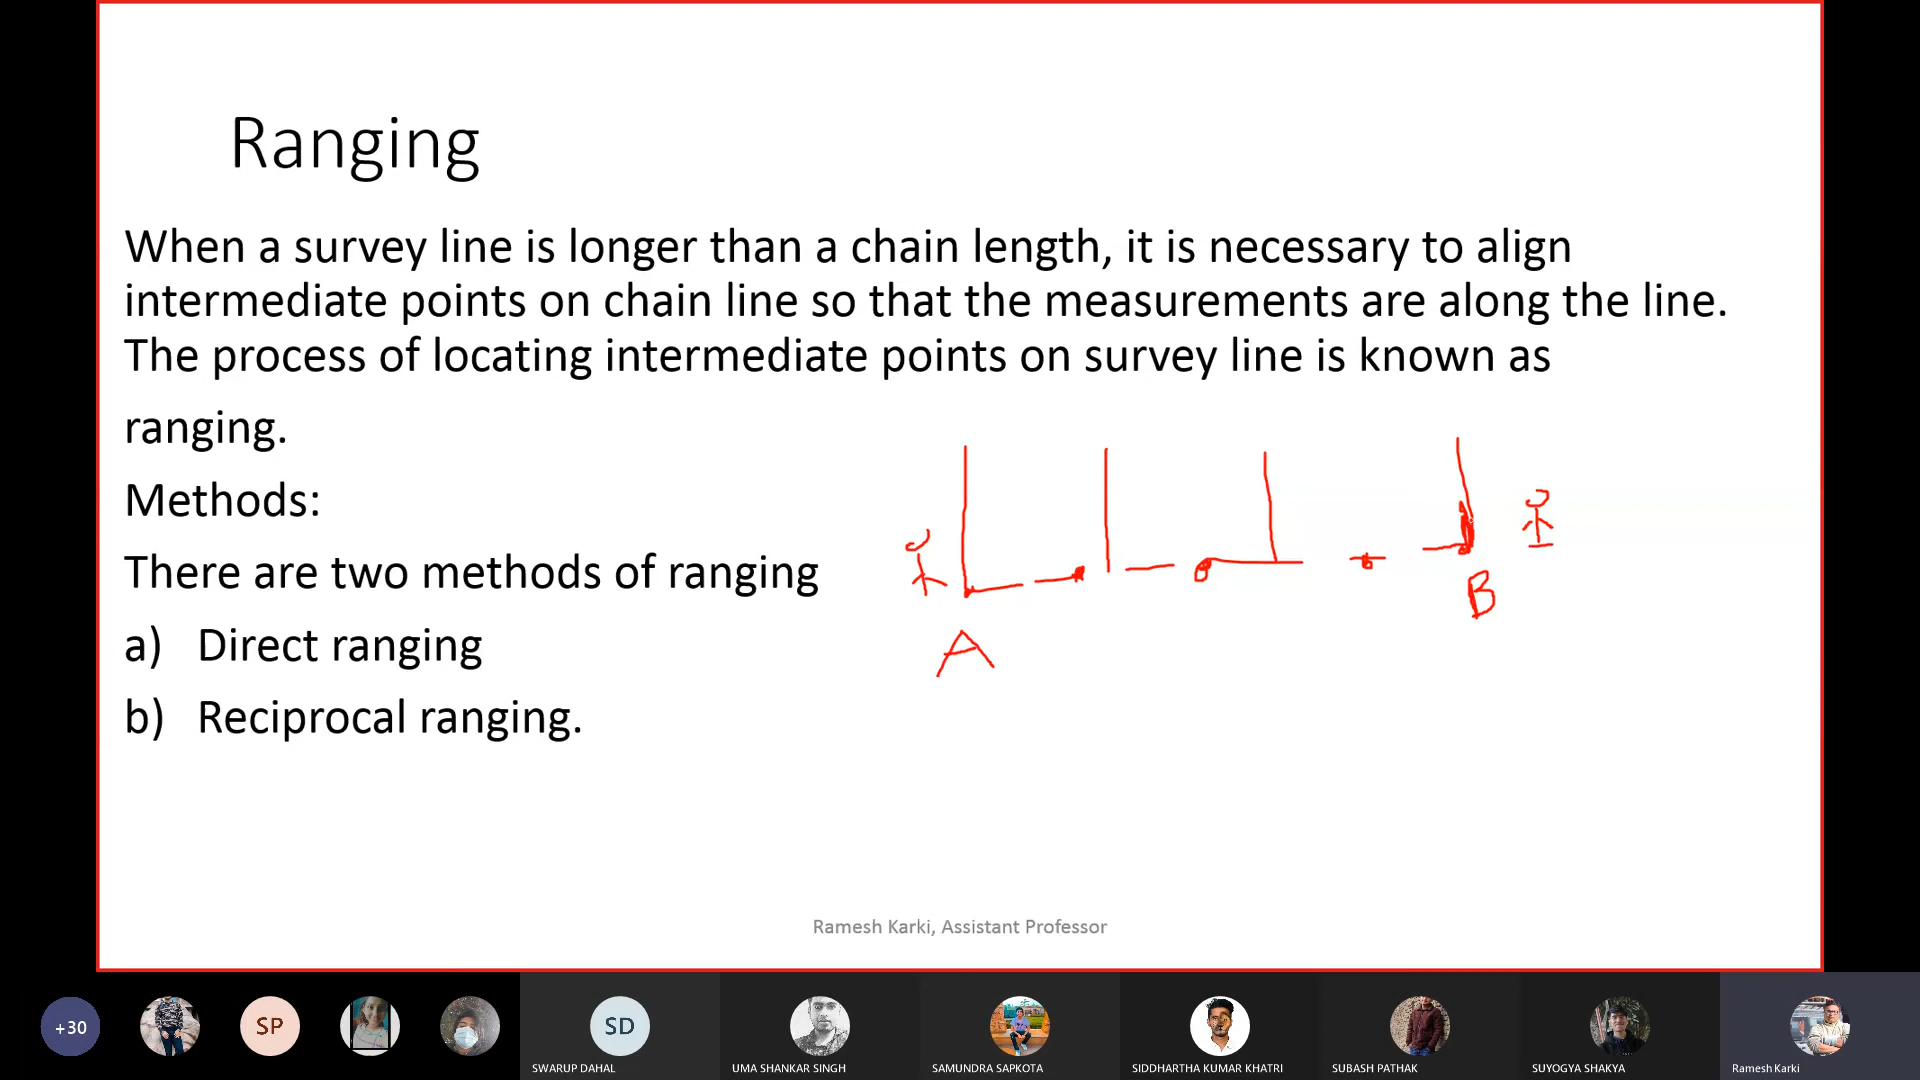 Ranging
When a survey line is longer than a chain length, it is necessary to align
intermediate points on chain line so that the measurements are along the line.
The process of locating intermediate points on survey line is known as
ranging.
Methods:
There are two methods of ranging
a) Direct ranging
b) Reciprocal ranging.
A
B
Ramesh Karki, Assistant Professor
+30
SP
SD
SWARUP DAHAL
UMA SHANKAR SINGH
SAMUNDRA SAPKOTA
SIDDHARTHA KUMAR KHATRI
SUBASH PATHAK
SUYOGYA SHAKYA
Ramesh Karki